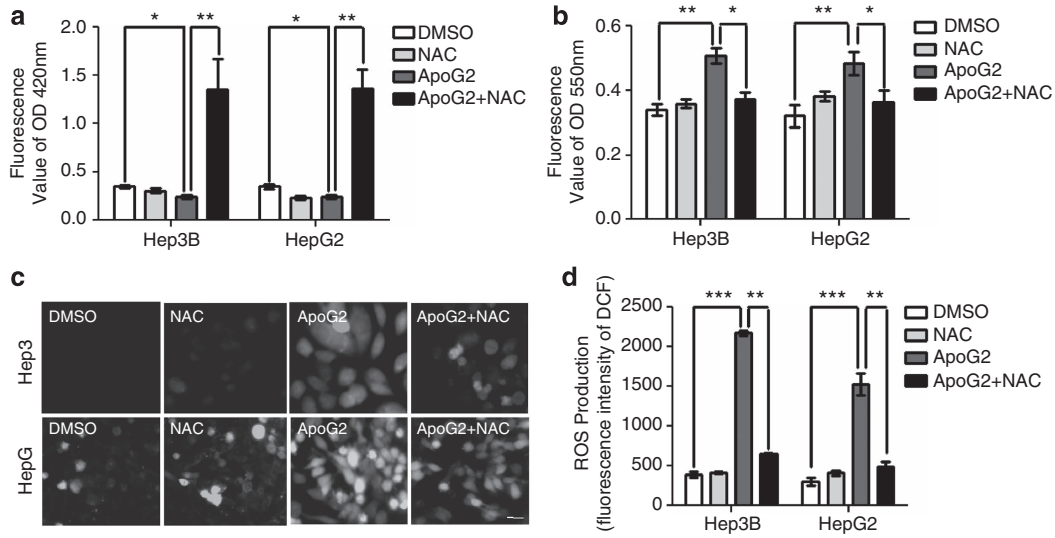 a
* ** * **
2.0
1.5
1.0
0.5
0.0
Fluorescence
Value of OD 420nm
Hep3B HepG2
DMSO
NAC
ApoG2
ApoG2+NAC
b
** * ** *
0.6
0.4
0.2
0.0
Fluorescence
Value of OD 550nm
Hep3B HepG2
DMSO
NAC
ApoG2
ApoG2+NAC
c
Hep3
DMSO NAC ApoG2 ApoG2+NAC
HepG
DMSO NAC ApoG2 ApoG2+NAC
d
*** ** *** **
2500
2000
1500
1000
500
0
ROS Production
(fluorescence intensity of DCF)
Hep3B HepG2
DMSO
NAC
ApoG2
ApoG2+NAC